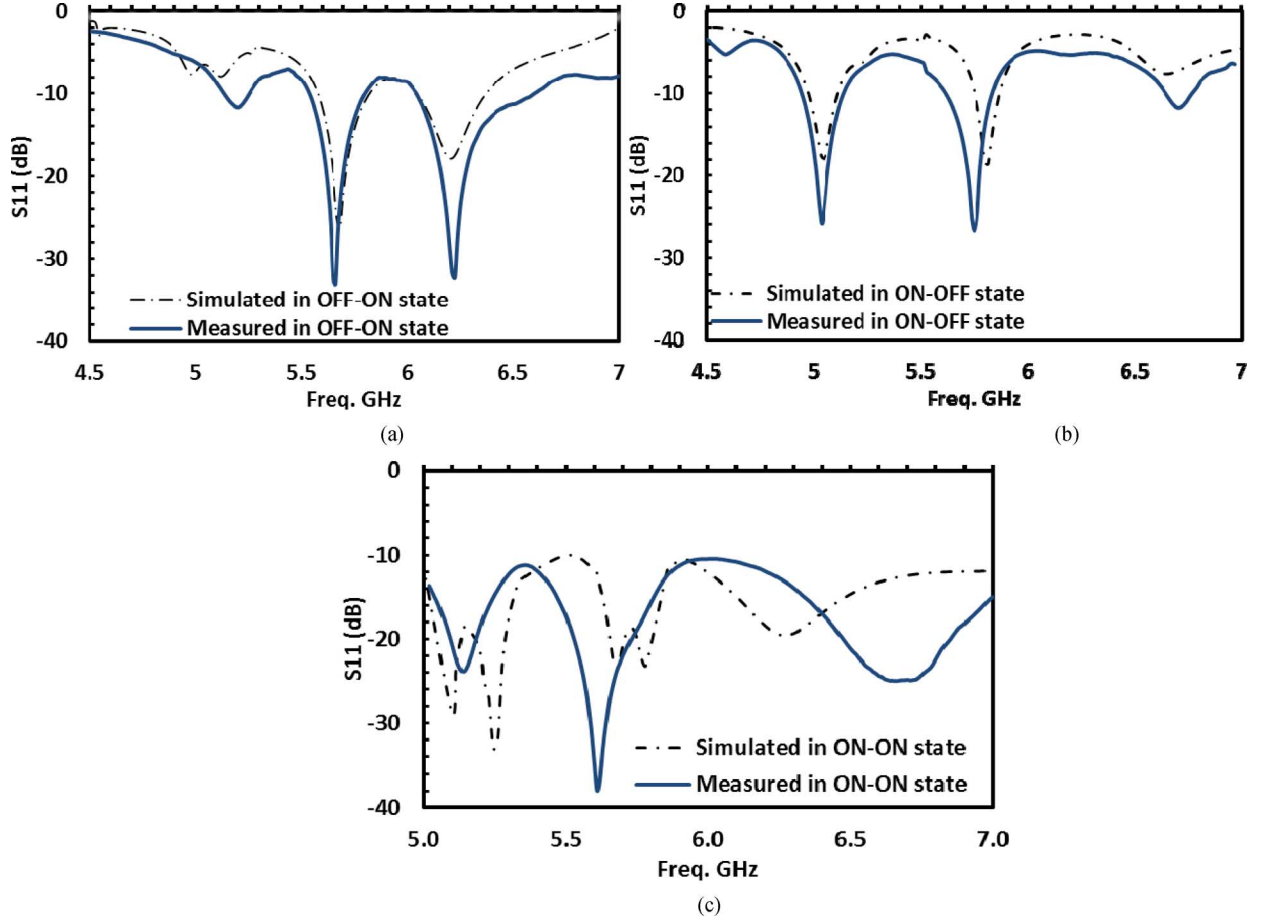 0
-10
-20
-30
-40
S11 (dB)
Simulated in OFF-ON state
Measured in OFF-ON state
4.5 5 5.5 6 6.5 7
Freq. GHz
(a)
0
-10
-20
-30
-40
S11 (dB)
Simulated in ON-OFF state
Measured in ON-OFF state
4.5 5 5.5 6 6.5 7
Freq. GHz
(b)
0
-10
-20
-30
-40
S11 (dB)
Simulated in ON-ON state
Measured in ON-ON state
5.0 5.5 6.0 6.5 7.0
Freq. GHz
(c)